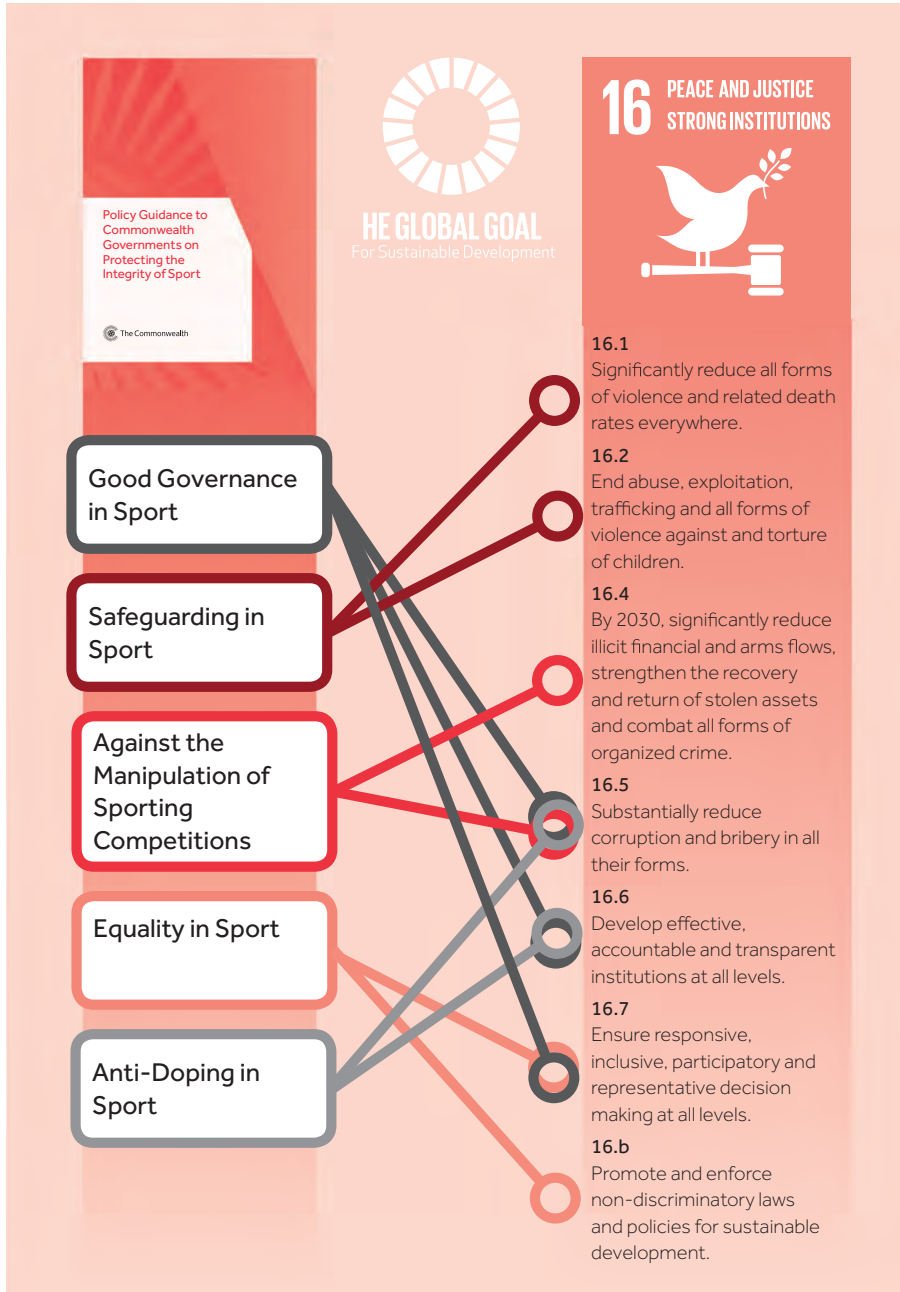 Policy Guidance to
Commonwealth
Governments on
Protecting the
Integrity of Sport
The Commonwealth
HE GLOBAL GOAL
For Sustainable Development
16 PEACE AND JUSTICE
STRONG INSTITUTIONS
Good Governance
in Sport
Safeguarding in
Sport
Against the
Manipulation of
Sporting
Competitions
Equality in Sport
Anti-Doping in
Sport
16.1
Significantly reduce all forms
of violence and related death
rates everywhere.
16.2
End abuse, exploitation,
trafficking and all forms of
violence against and torture
of children.
16.4
By 2030, significantly reduce
illicit financial and arms flows,
strengthen the recovery
and return of stolen assets
and combat all forms of
organized crime.
16.5
Substantially reduce
corruption and bribery in all
their forms.
16.6
Develop effective,
accountable and transparent
institutions at all levels.
16.7
Ensure responsive,
inclusive, participatory and
representative decision
making at all levels.
16.b
Promote and enforce
non-discriminatory laws
and policies for sustainable
development.